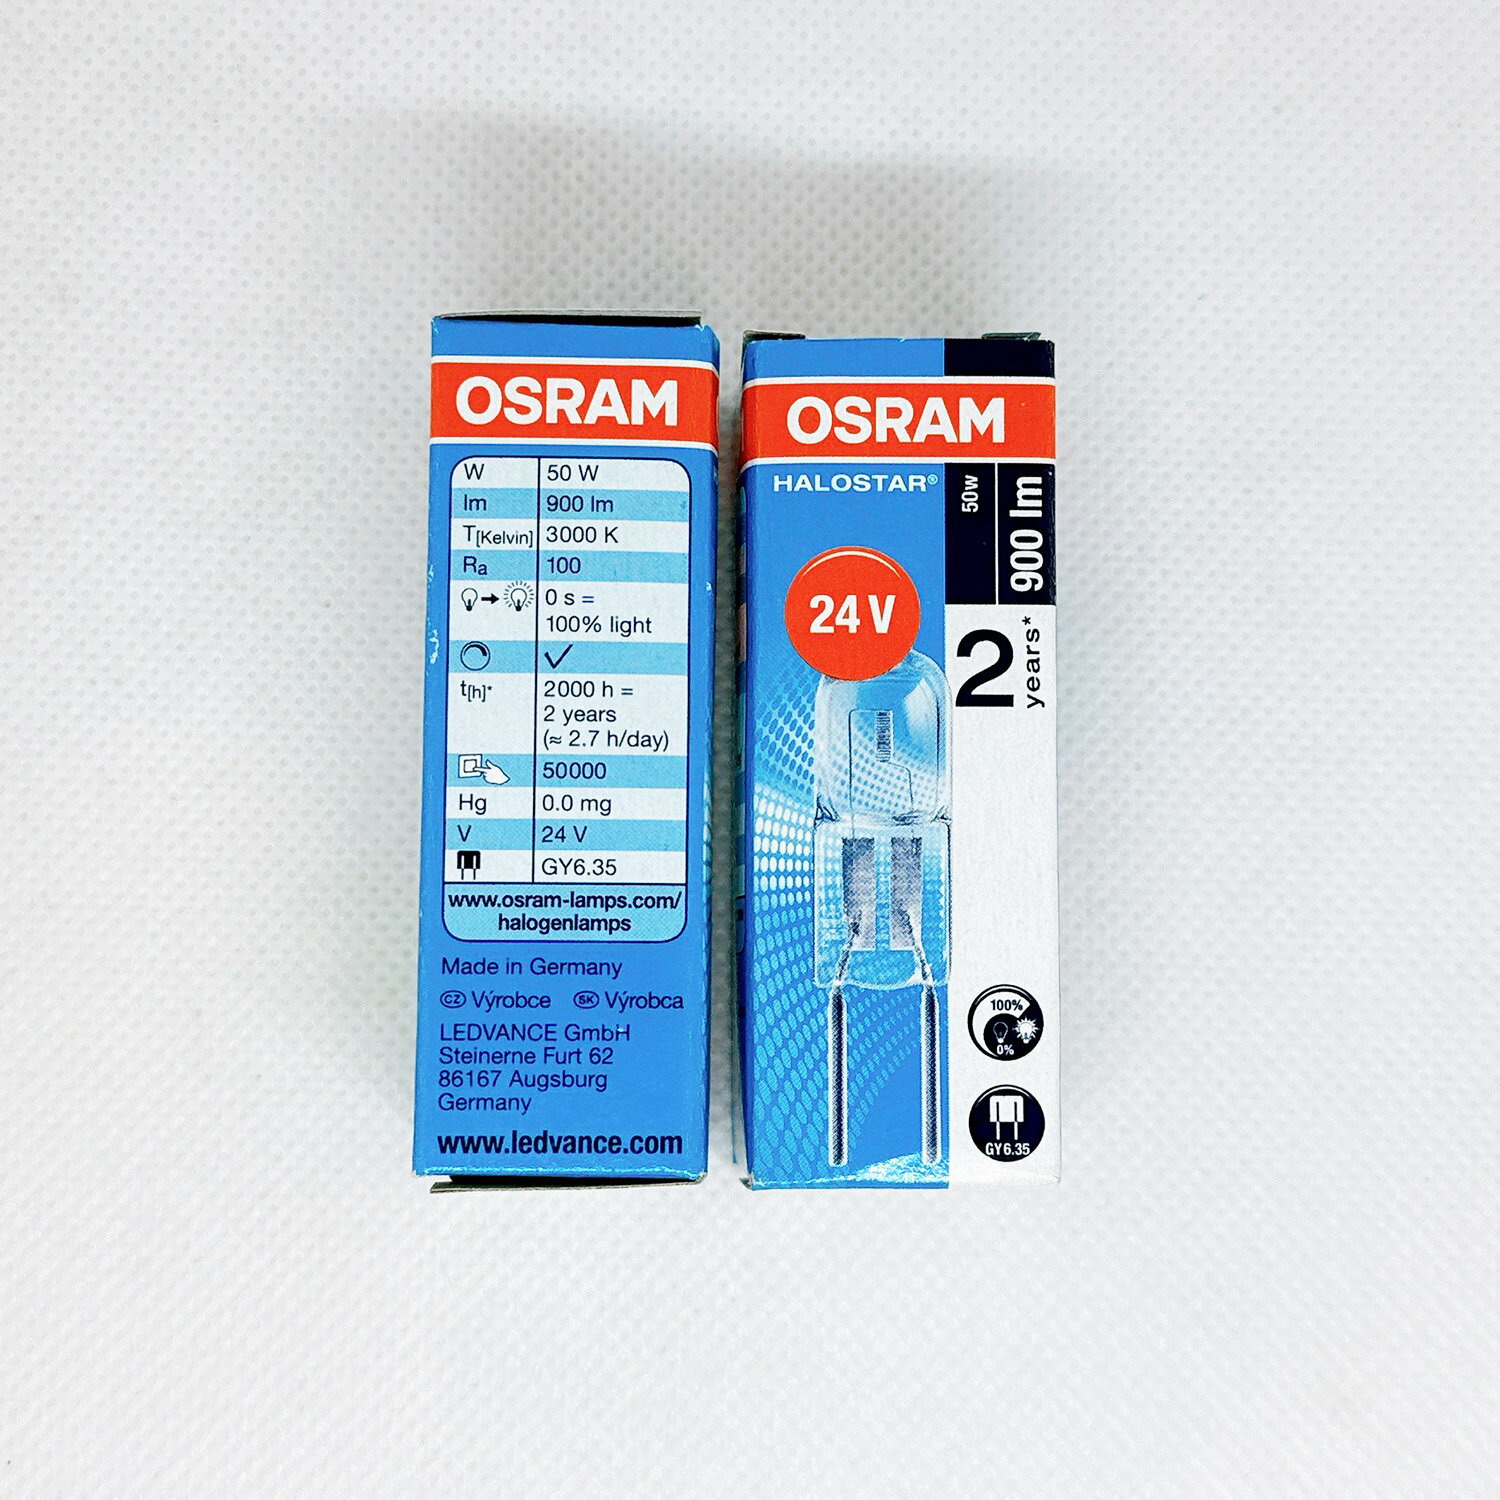 OSRAM
W 50 W
lm 900 lm
T[Kelvin] 3000 K
Ra 100
0 s =
100% light
t[h]* 2000 h =
2 years
(≈ 2.7 h/day)
50000
Hg 0.0 mg
V 24 V
GY6.35
www.osram-lamps.com/
halogenlamps
Made in Germany
CZ Výrobce SK Výrobca
LEDVANCE GmbH
Steinerne Furt 62
86167 Augsburg
Germany
www.ledvance.com
OSRAM
HALOSTAR®
50w
900 lm
24 V
2 years*
100%
0%
GY6.35